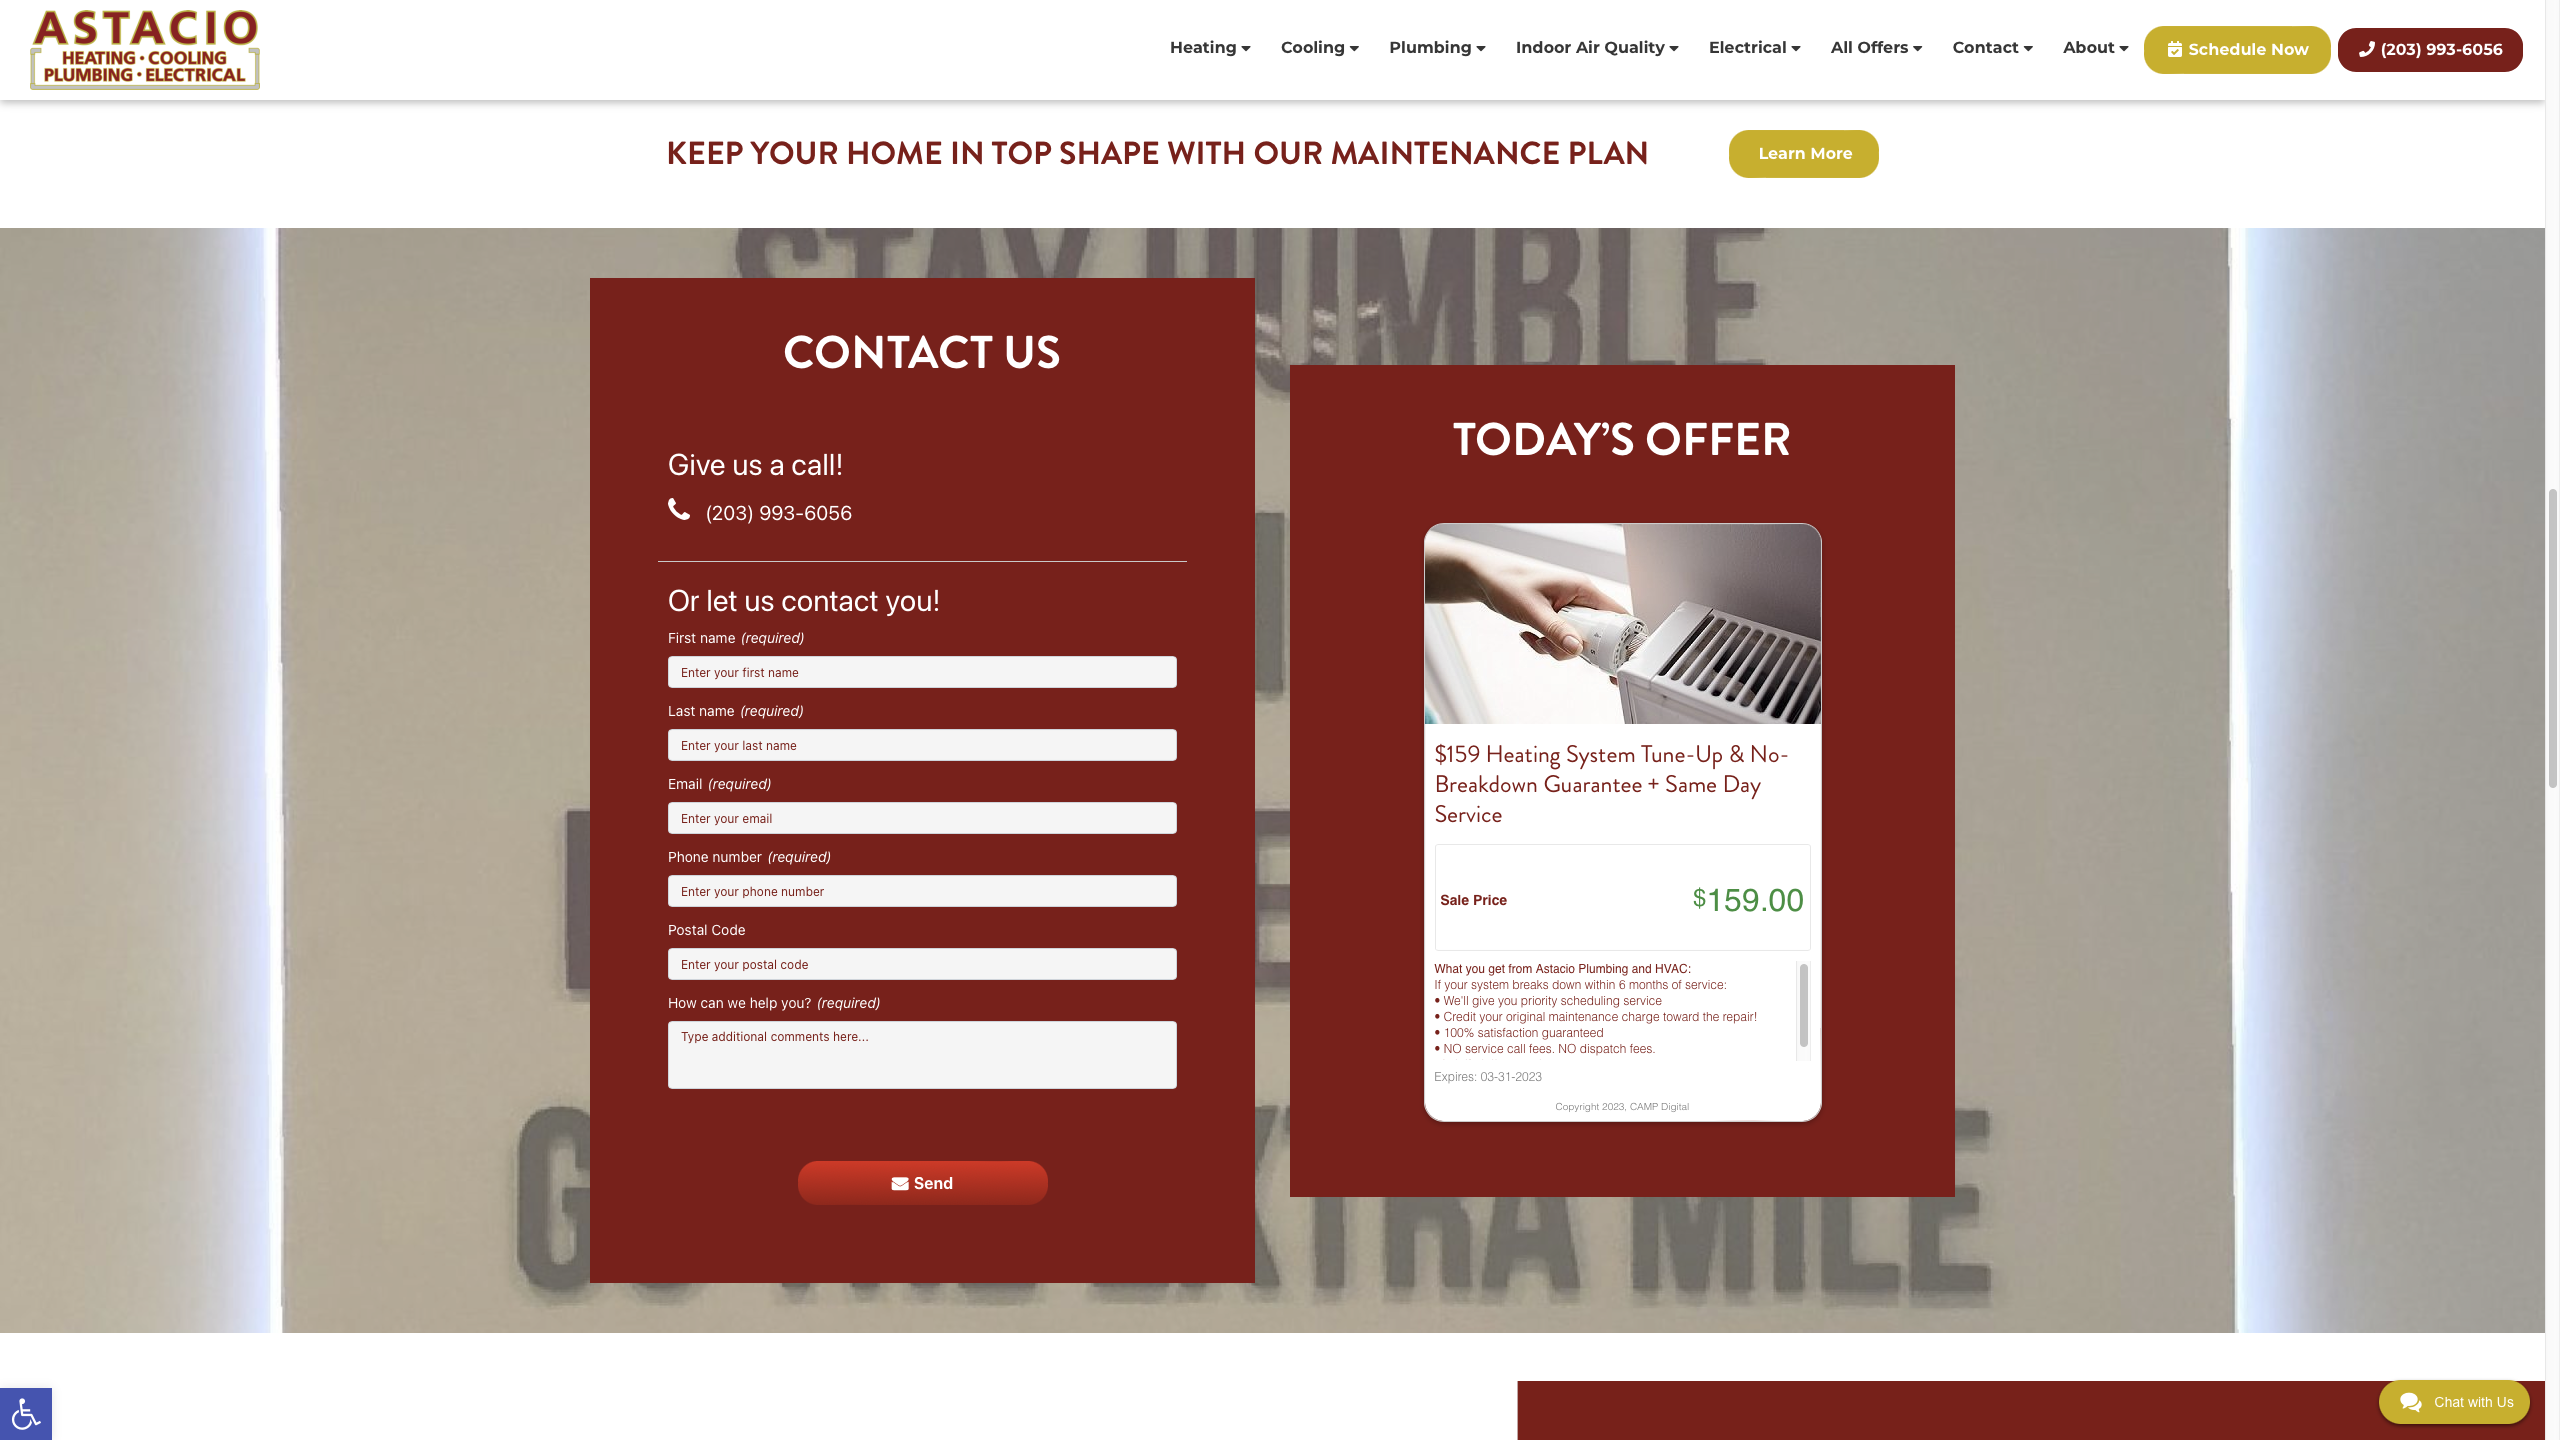 ASTACIO
HEATING · COOLING
PLUMBING · ELECTRICAL
Heating
Cooling
Plumbing
Indoor Air Quality
Electrical
All Offers
Contact
About
Schedule Now
(203) 993-6056
KEEP YOUR HOME IN TOP SHAPE WITH OUR MAINTENANCE PLAN
Learn More
STAY HUMBLE
CONTACT US
Give us a call!
(203) 993-6056
Or let us contact you!
First name (required)
Enter your first name
Last name (required)
Enter your last name
Email (required)
Enter your email
Phone number (required)
Enter your phone number
Postal Code
Enter your postal code
How can we help you? (required)
Type additional comments here...
Send
TODAY'S OFFER
$159 Heating System Tune-Up & No-
Breakdown Guarantee + Same Day
Service
Sale Price
$159.00
What you get from Astacio Plumbing and HVAC:
If your system breaks down within 6 months of service:
• We'll give you priority scheduling service
• Credit your original maintenance charge toward the repair!
• 100% satisfaction guaranteed
• NO service call fees. NO dispatch fees.
Expires: 03-31-2023
Copyright 2023, CAMP Digital
GO THE EXTRA MILE
Chat with Us